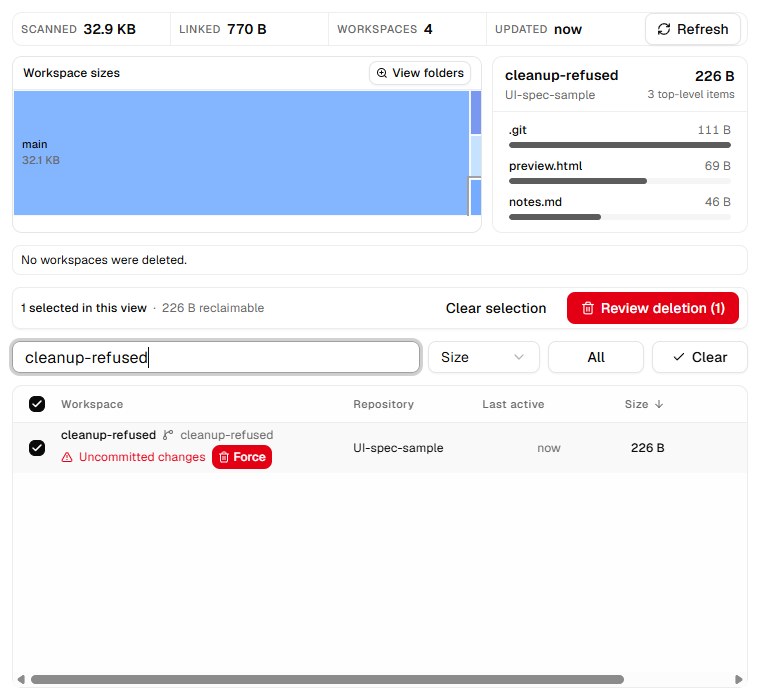 SCANNED 32.9 KB LINKED 770 B WORKSPACES 4 UPDATED now Refresh
Workspace sizes View folders
main
32.1 KB
cleanup-refused 226 B
UI-spec-sample 3 top-level items
.git 111 B
preview.html 69 B
notes.md 46 B
No workspaces were deleted.
1 selected in this view · 226 B reclaimable Clear selection Review deletion (1)
cleanup-refused Size All Clear
Workspace Repository Last active Size ↓
cleanup-refused cleanup-refused
Uncommitted changes Force UI-spec-sample now 226 B